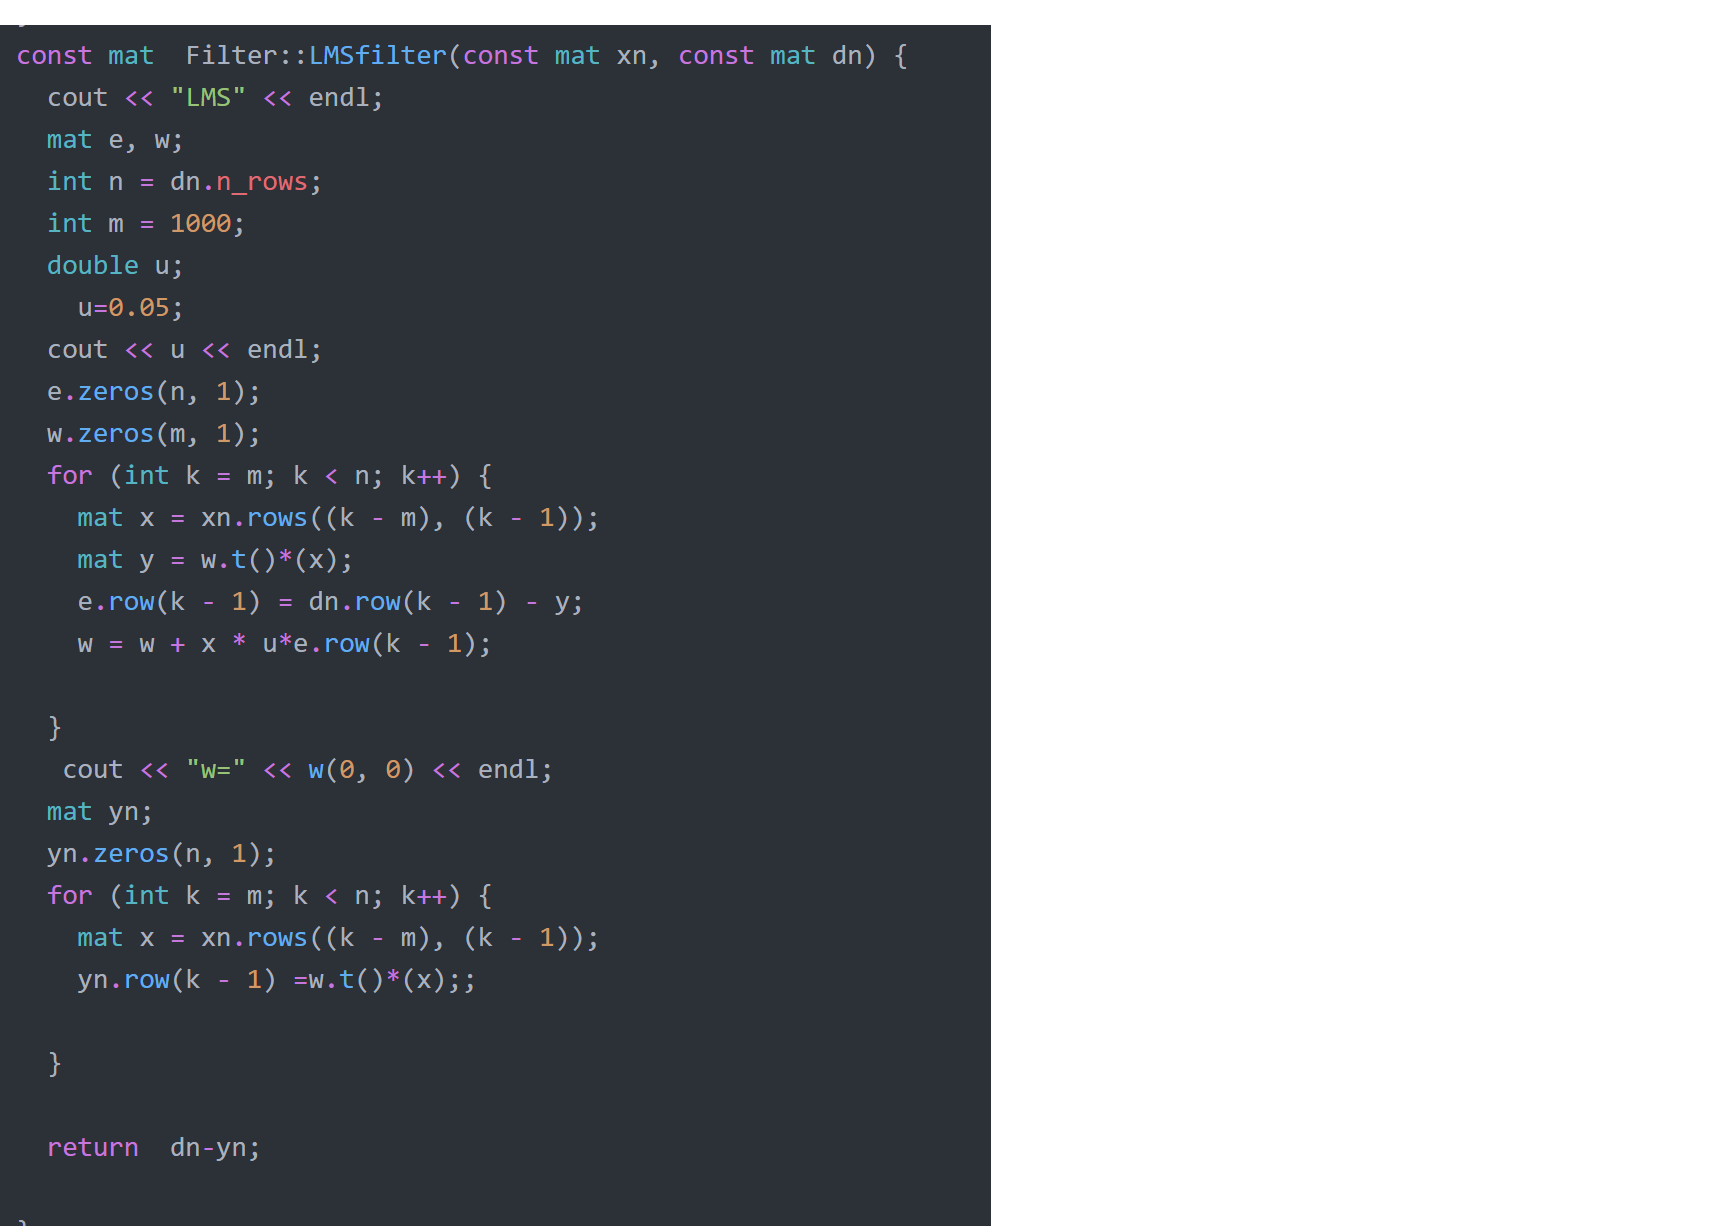 const mat  Filter::LMSfilter(const mat xn, const mat dn) {
  cout << "LMS" << endl;
  mat e, w;
  int n = dn.n_rows;
  int m = 1000;
  double u;
    u=0.05;
  cout << u << endl;
  e.zeros(n, 1);
  w.zeros(m, 1);
  for (int k = m; k < n; k++) {
    mat x = xn.rows((k - m), (k - 1));
    mat y = w.t()*(x);
    e.row(k - 1) = dn.row(k - 1) - y;
    w = w + x * u*e.row(k - 1);
  }
   cout << "w=" << w(0, 0) << endl;
  mat yn;
  yn.zeros(n, 1);
  for (int k = m; k < n; k++) {
    mat x = xn.rows((k - m), (k - 1));
    yn.row(k - 1) =w.t()*(x);;
  }
  return  dn-yn;